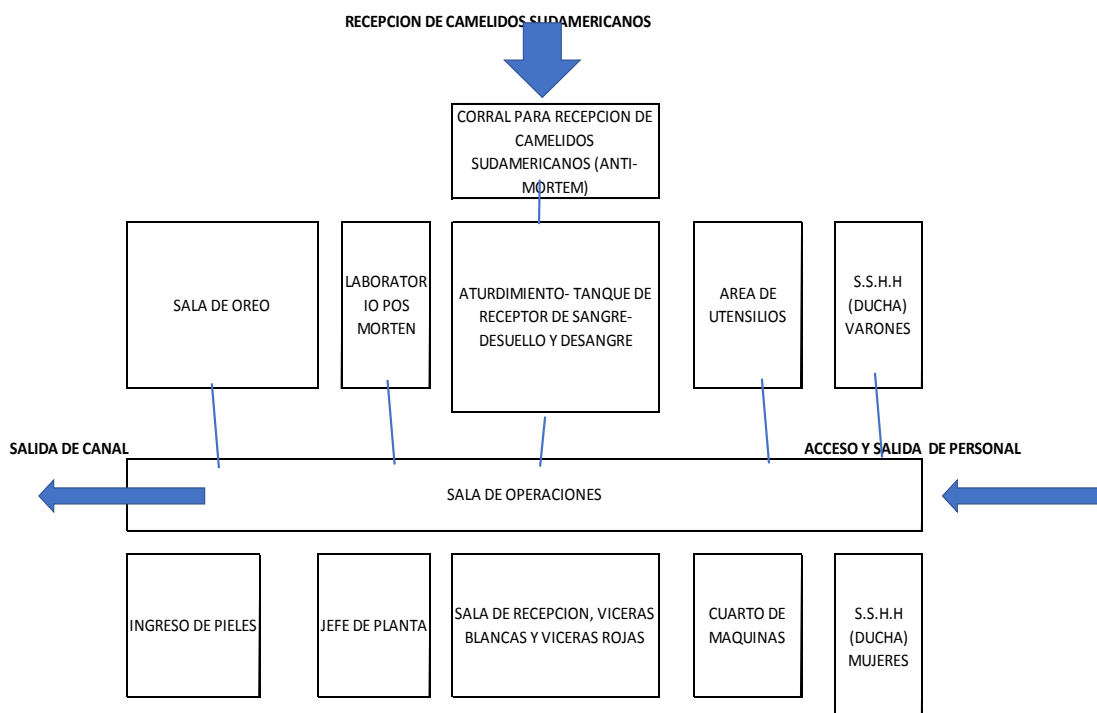 RECEPCION DE CAMELIDOS SUDAMERICANOS
CORRAL PARA RECEPCION DE
CAMELIDOS
SUDAMERICANOS (ANTI-
MORTEM)
SALA DE OREO
LABORATOR
IO POS
MORTEN
ATURDIMIENTO- TANQUE DE
RECEPTOR DE SANGRE-
DESUELLO Y DESANGRE
AREA DE
UTENSILIOS
S.S.H.H
(DUCHA)
VARONES
SALIDA DE CANAL
ACCESO Y SALIDA DE PERSONAL
SALA DE OPERACIONES
INGRESO DE PIELES
JEFE DE PLANTA
SALA DE RECEPCION, VICERAS
BLANCAS Y VICERAS ROJAS
CUARTO DE
MAQUINAS
S.S.H.H
(DUCHA)
MUJERES